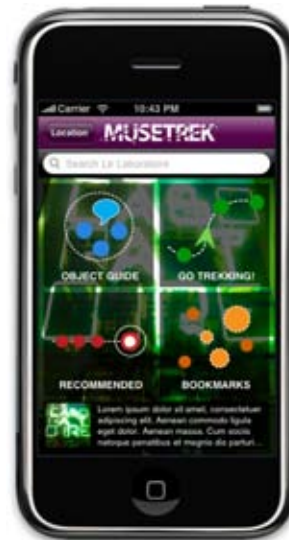 Carrier 10:43 PM
Location MUSETREK
Search Le Laboratoire
OBJECT GUIDE GO TREKKING!
RECOMMENDED BOOKMARKS
Lorem ipsum dolor sit amet, consectetuer
adipiscing elit. Aenean commodo ligula
eget dolor. Aenean massa. Cum sociis
natoque penatibus et magnis dis parturi...